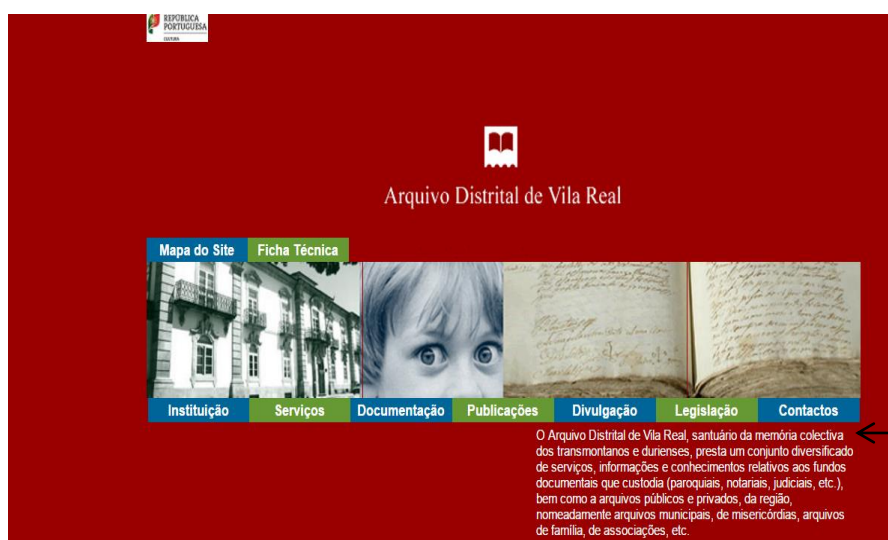 REPÚBLICA
PORTUGUESA
CULTURA
Arquivo Distrital de Vila Real
Mapa do Site
Ficha Técnica
Instituição
Serviços
Documentação
Publicações
Divulgação
Legislação
Contactos
O Arquivo Distrital de Vila Real, santuário da memória colectiva
dos transmontanos e durienses, presta um conjunto diversificado
de serviços, informações e conhecimentos relativos aos fundos
documentais que custodia (paroquiais, notariais, judiciais, etc.),
bem como a arquivos públicos e privados, da região,
nomeadamente arquivos municipais, de misericórdias, arquivos
de família, de associações, etc.